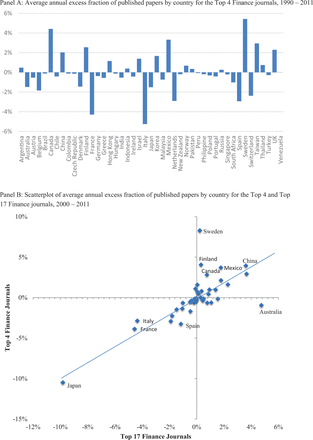 Panel A: Average annual excess fraction of published papers by country for the Top 4 Finance journals, 1990 – 2011
6%
4%
2%
0%
-2%
-4%
-6%
Argentina
Australia
Austria
Belgium
Brazil
Canada
Chile
China
Colombia
Czech Republic
Denmark
Finland
France
Germany
Greece
Hong Kong
Hungary
India
Indonesia
Ireland
Israel
Italy
Japan
Korea
Malaysia
Mexico
Netherlands
New Zealand
Norway
Pakistan
Peru
Philippines
Poland
Portugal
Russia
Singapore
South Africa
Spain
Sweden
Switzerland
Taiwan
Thailand
Turkey
UK
Venezuela
Panel B: Scatterplot of average annual excess fraction of published papers by country for the Top 4 and Top
17 Finance journals, 2000 – 2011
10%
5%
0%
-5%
-10%
-15%
Top 4 Finance Journals
Sweden
Finland
China
Canada
Mexico
Australia
Italy
France
Spain
Japan
-12%
-10%
-8%
-6%
-4%
-2%
0%
2%
4%
6%
Top 17 Finance Journals